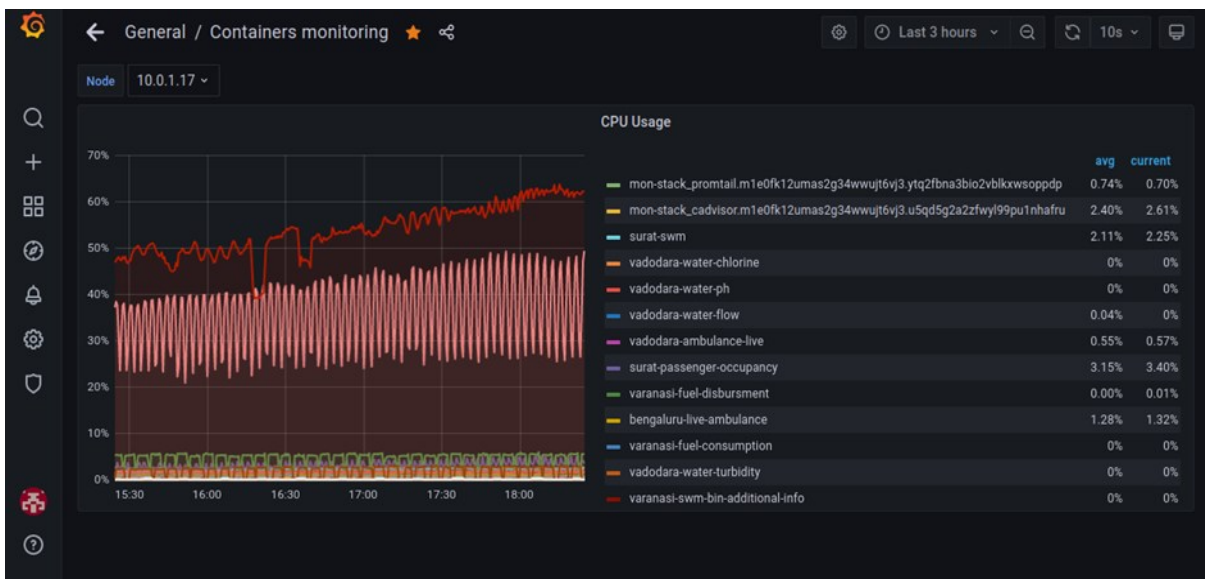 General / Containers monitoring
Last 3 hours
10s
Node 10.0.1.17
CPU Usage
70%
60%
50%
40%
30%
20%
10%
0%
15:30 16:00 16:30 17:00 17:30 18:00
avg current
mon-stack_promtail.m1e0fk12umas2g34wwujt6vj3.ytq2fbna3bio2vblkxwsoppdp 0.74% 0.70%
mon-stack_cadvisor.m1e0fk12umas2g34wwujt6vj3.u5qd5g2a2zfwyl99pu1nhafru 2.40% 2.61%
surat-swm 2.11% 2.25%
vadodara-water-chlorine 0% 0%
vadodara-water-ph 0% 0%
vadodara-water-flow 0.04% 0%
vadodara-ambulance-live 0.55% 0.57%
surat-passenger-occupancy 3.15% 3.40%
varanasi-fuel-disbursment 0.00% 0.01%
bengaluru-live-ambulance 1.28% 1.32%
varanasi-fuel-consumption 0% 0%
vadodara-water-turbidity 0% 0%
varanasi-swm-bin-additional-info 0% 0%